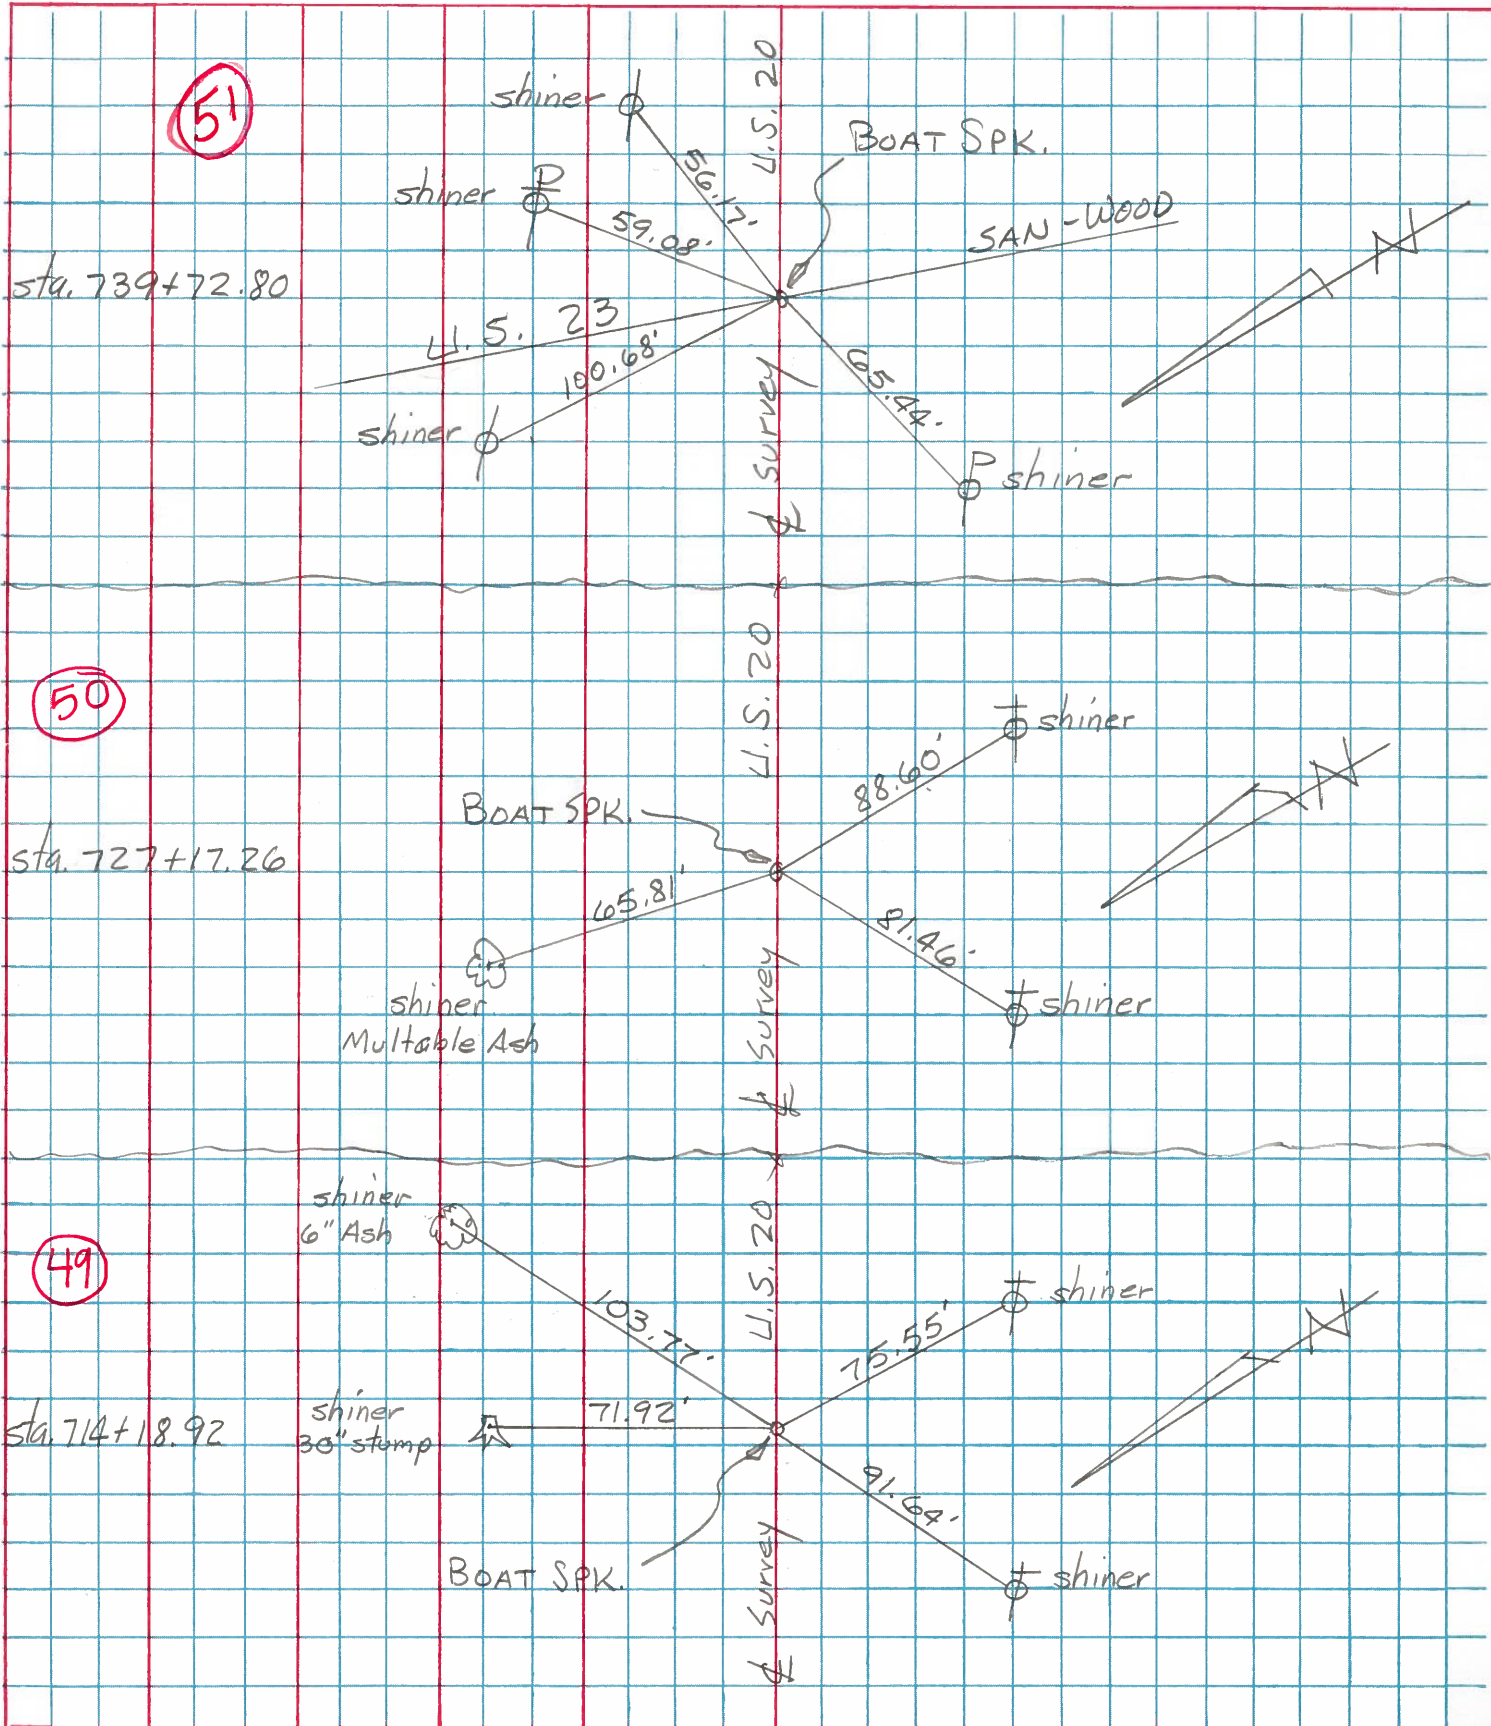 51
shiner
U.S. 20
BOAT SPK.
56.17'
shiner
59.08'
SAN-WOOD
N
sta. 739+72.80
U.S. 23
100.68'
65.44'
shiner
shiner
℄ Survey
50
U.S. 20
shiner
88.60'
N
BOAT SPK.
sta. 727+17.26
65.81'
81.46'
shiner
Multable Ash
shiner
℄ Survey
49
shiner
6" Ash
U.S. 20
shiner
103.77'
75.55'
N
sta. 714+18.92
shiner
30" stump
71.92'
91.64'
BOAT SPK.
shiner
℄ Survey